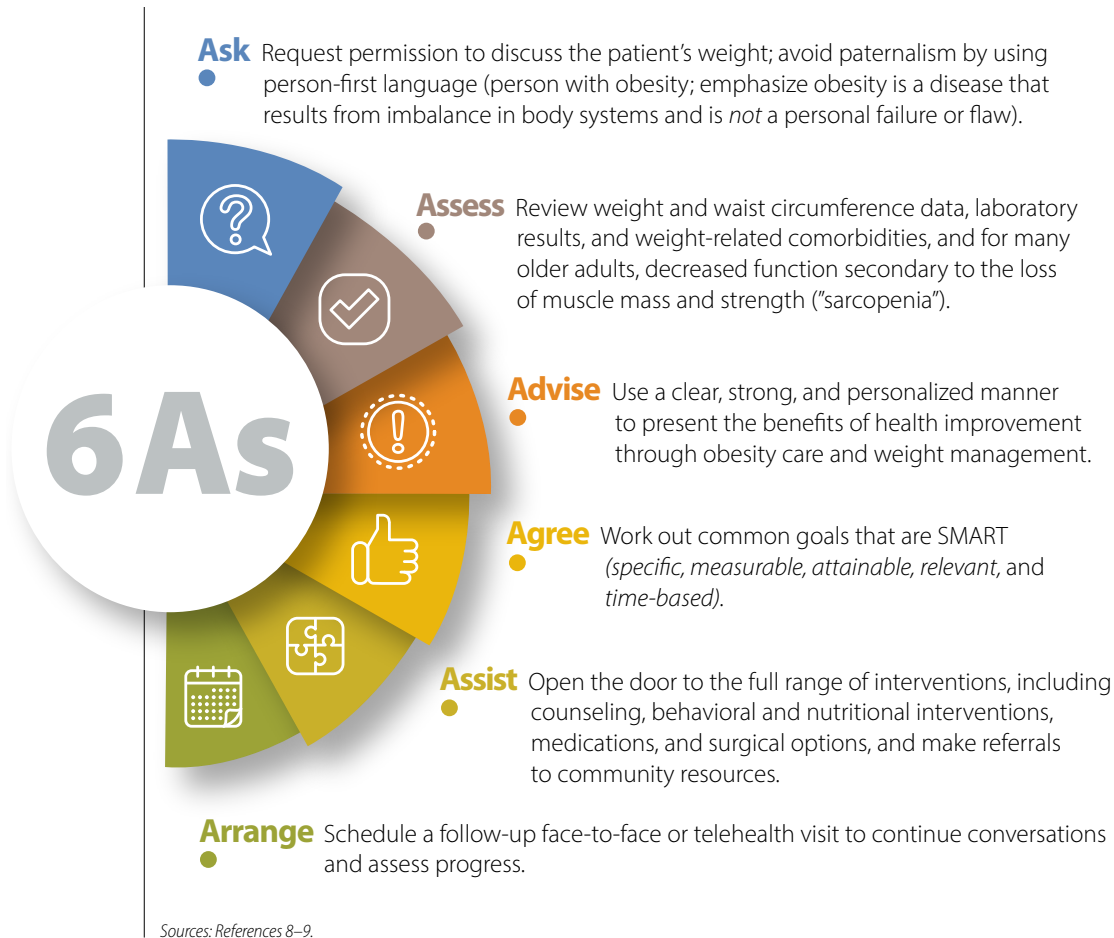 Ask Request permission to discuss the patient’s weight; avoid paternalism by using
person-first language (person with obesity; emphasize obesity is a disease that
results from imbalance in body systems and is not a personal failure or flaw).
Assess Review weight and waist circumference data, laboratory
results, and weight-related comorbidities, and for many
older adults, decreased function secondary to the loss
of muscle mass and strength (”sarcopenia”).
6As
Advise Use a clear, strong, and personalized manner
to present the benefits of health improvement
through obesity care and weight management.
Agree Work out common goals that are SMART
(specific, measurable, attainable, relevant, and
time-based).
Assist Open the door to the full range of interventions, including
counseling, behavioral and nutritional interventions,
medications, and surgical options, and make referrals
to community resources.
Arrange Schedule a follow-up face-to-face or telehealth visit to continue conversations
and assess progress.
Sources: References 8–9.